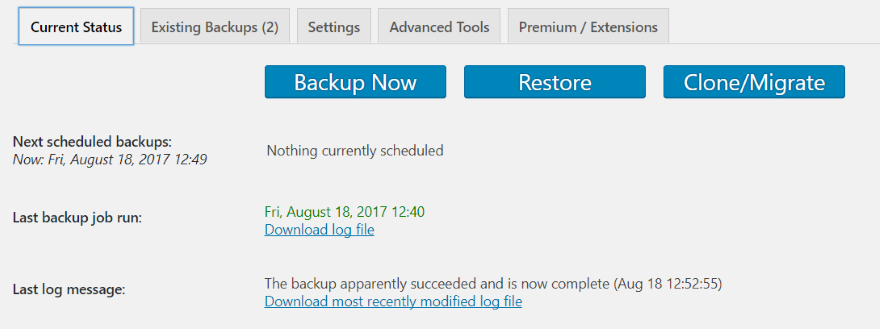 Current Status
Existing Backups (2)
Settings
Advanced Tools
Premium / Extensions
Backup Now
Restore
Clone/Migrate
Next scheduled backups:
Now: Fri, August 18, 2017 12:49
Nothing currently scheduled
Last backup job run:
Fri, August 18, 2017 12:40
Download log file
Last log message:
The backup apparently succeeded and is now complete (Aug 18 12:52:55)
Download most recently modified log file